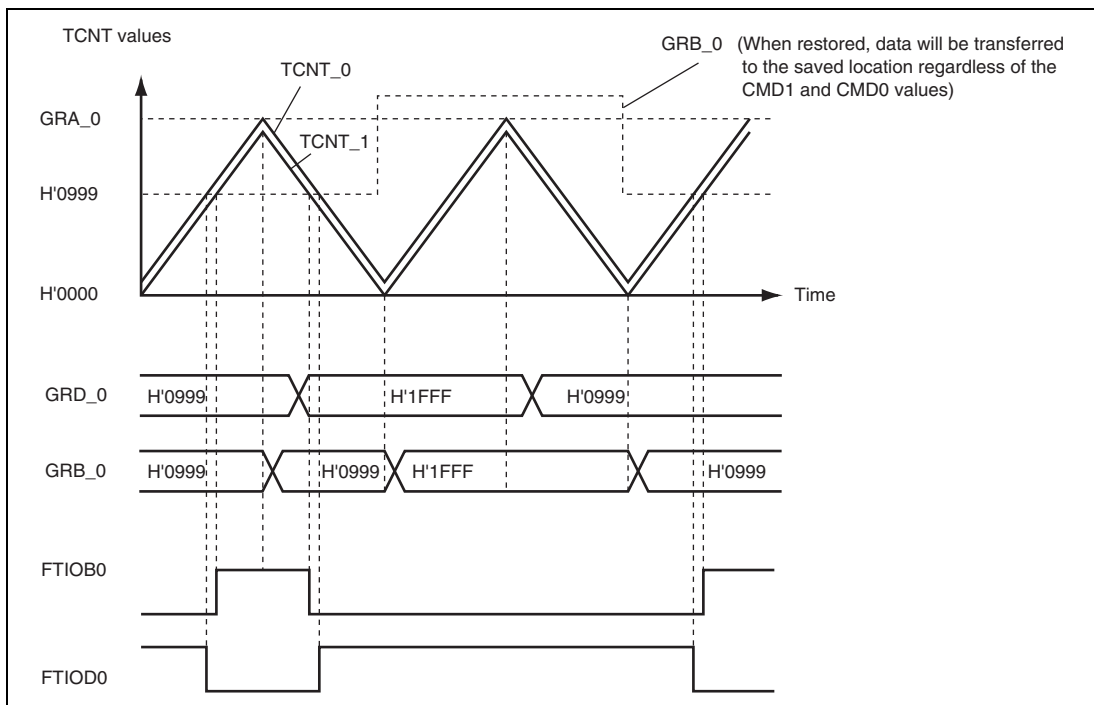 TCNT values
GRB_0 (When restored, data will be transferred
to the saved location regardless of the
CMD1 and CMD0 values)
TCNT_0
GRA_0
TCNT_1
H'0999
H'0000
Time
GRD_0
H'0999
H'1FFF
H'0999
GRB_0
H'0999
H'0999
H'1FFF
H'0999
FTIOB0
FTIOD0